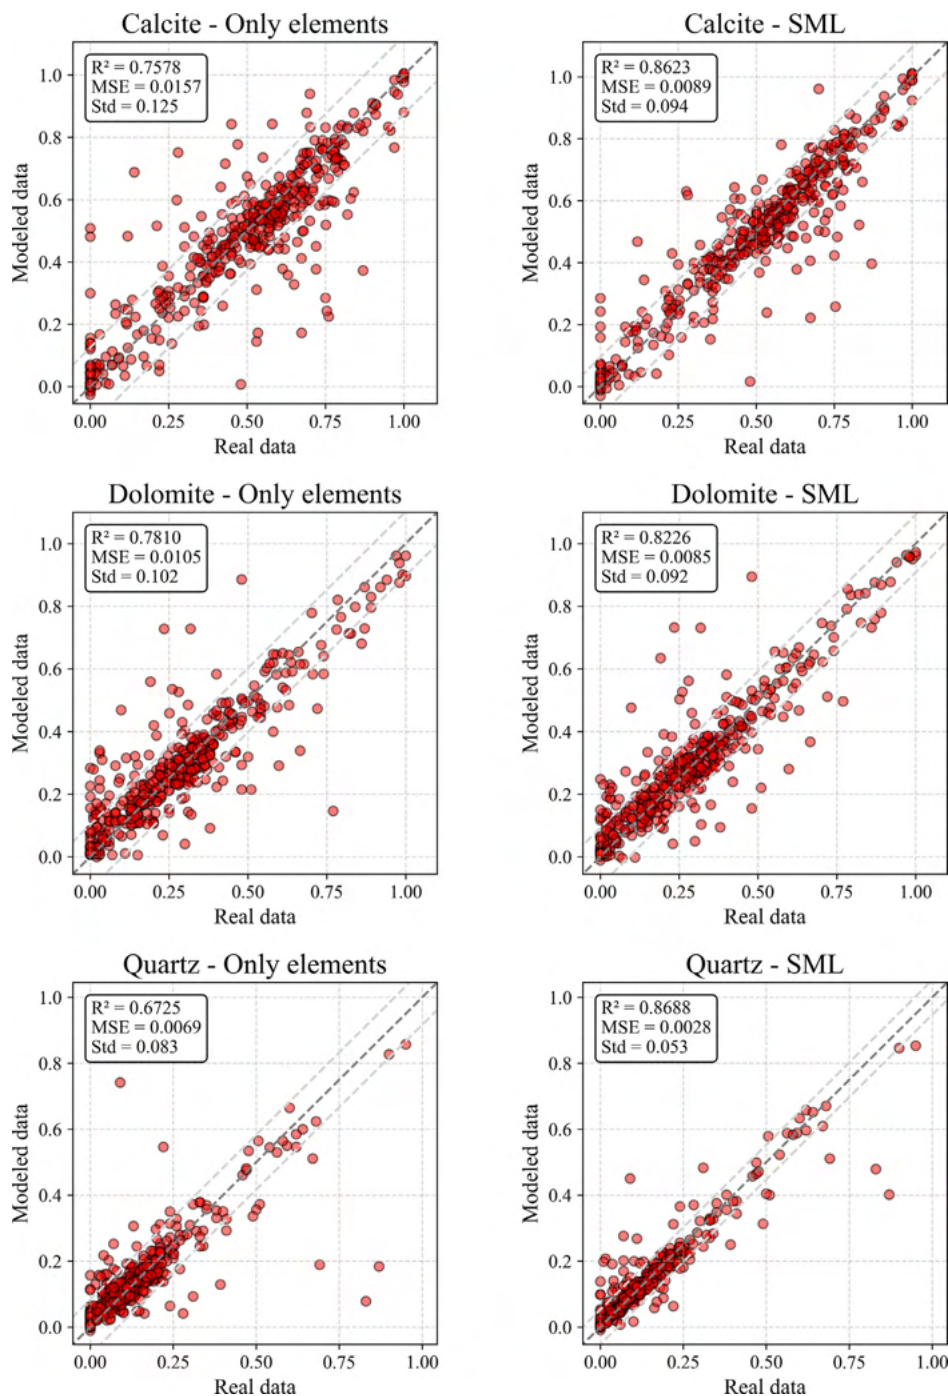 Calcite - Only elements
R² = 0.7578
MSE = 0.0157
Std = 0.125
Modeled data
1.0
0.8
0.6
0.4
0.2
0.0
0.00 0.25 0.50 0.75 1.00
Real data
Calcite - SML
R² = 0.8623
MSE = 0.0089
Std = 0.094
Modeled data
1.0
0.8
0.6
0.4
0.2
0.0
0.00 0.25 0.50 0.75 1.00
Real data
Dolomite - Only elements
R² = 0.7810
MSE = 0.0105
Std = 0.102
Modeled data
1.0
0.8
0.6
0.4
0.2
0.0
0.00 0.25 0.50 0.75 1.00
Real data
Dolomite - SML
R² = 0.8226
MSE = 0.0085
Std = 0.092
Modeled data
1.0
0.8
0.6
0.4
0.2
0.0
0.00 0.25 0.50 0.75 1.00
Real data
Quartz - Only elements
R² = 0.6725
MSE = 0.0069
Std = 0.083
Modeled data
1.0
0.8
0.6
0.4
0.2
0.0
0.00 0.25 0.50 0.75 1.00
Real data
Quartz - SML
R² = 0.8688
MSE = 0.0028
Std = 0.053
Modeled data
1.0
0.8
0.6
0.4
0.2
0.0
0.00 0.25 0.50 0.75 1.00
Real data